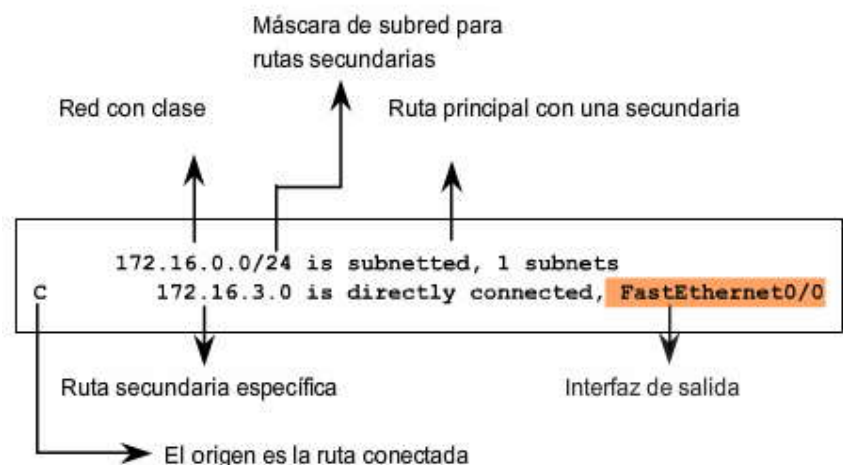 Máscara de subred para
rutas secundarias
Red con clase
Ruta principal con una secundaria
172.16.0.0/24 is subnetted, 1 subnets
C 172.16.3.0 is directly connected, FastEthernet0/0
Ruta secundaria específica
Interfaz de salida
El origen es la ruta conectada